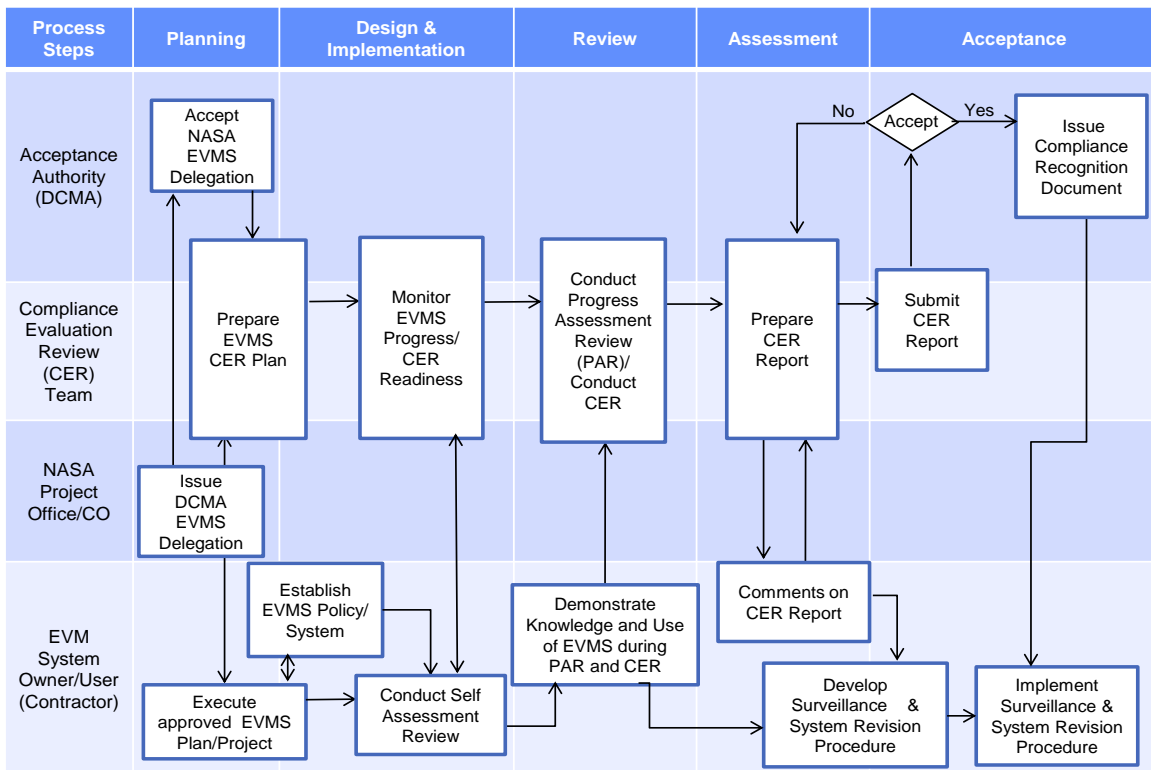 Process
Steps
Planning
Design &
Implementation
Review
Assessment
Acceptance
Acceptance
Authority
(DCMA)
Accept
NASA
EVMS
Delegation
No
Accept
Yes
Issue
Compliance
Recognition
Document
Compliance
Evaluation
Review
(CER)
Team
Prepare
EVMS
CER Plan
Monitor
EVMS
Progress/
CER
Readiness
Conduct
Progress
Assessment
Review
(PAR)/
Conduct
CER
Prepare
CER
Report
Submit
CER
Report
NASA
Project
Office/CO
Issue
DCMA
EVMS
Delegation
EVM
System
Owner/User
(Contractor)
Establish
EVMS Policy/
System
Execute
approved EVMS
Plan/Project
Conduct Self
Assessment
Review
Demonstrate
Knowledge and Use
of EVMS during
PAR and CER
Comments on
CER Report
Develop
Surveillance &
System Revision
Procedure
Implement
Surveillance &
System Revision
Procedure